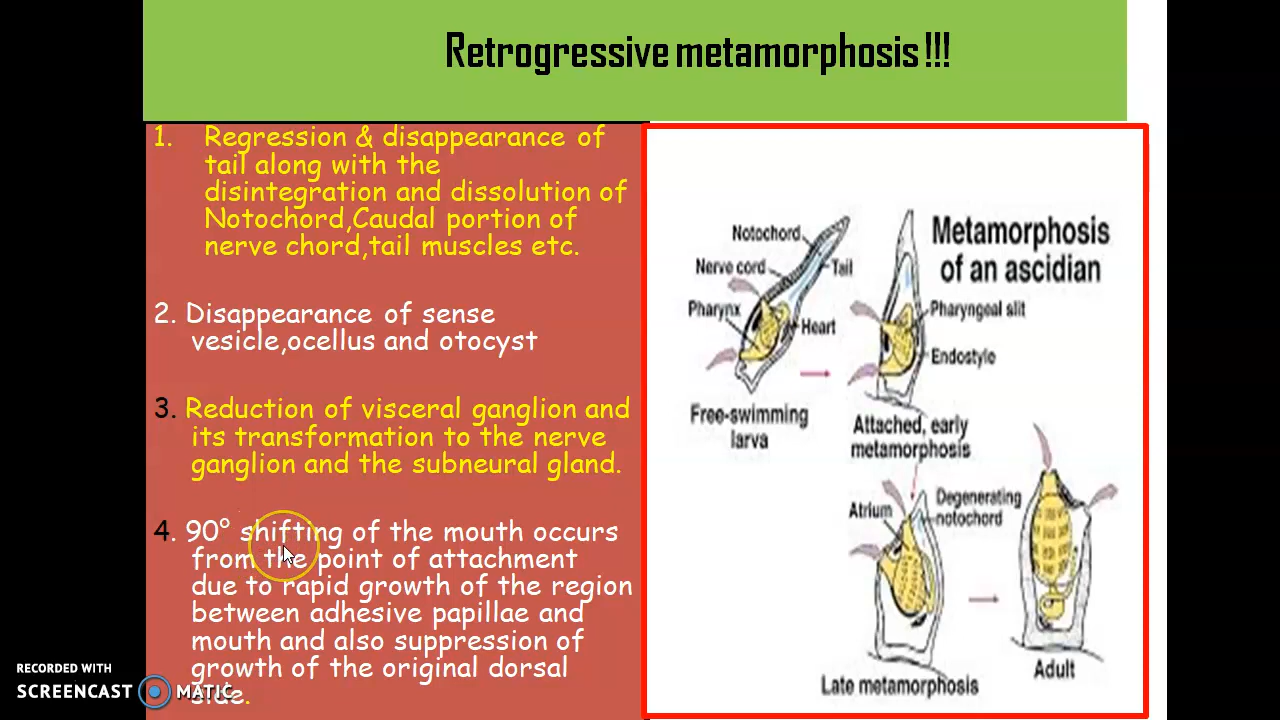 Retrogressive metamorphosis !!!
1. Regression & disappearance of
tail along with the
disintegration and dissolution of
Notochord,Caudal portion of
nerve chord,tail muscles etc.
2. Disappearance of sense
vesicle,ocellus and otocyst
3. Reduction of visceral ganglion and
its transformation to the nerve
ganglion and the subneural gland.
4. 90° shifting of the mouth occurs
from the point of attachment
due to rapid growth of the region
between adhesive papillae and
mouth and also suppression of
growth of the original dorsal
side.
Metamorphosis
of an ascidian
Notochord
Nerve cord
Tail
Pharynx
Heart
Free-swimming
larva
Pharyngeal slit
Endostyle
Attached, early
metamorphosis
Atrium
Degenerating
notochord
Late metamorphosis
Adult
RECORDED WITH
SCREENCAST MATIC